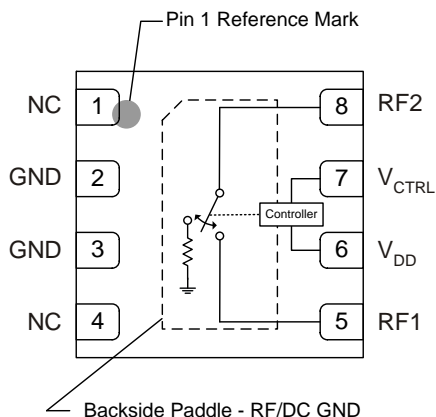 Pin 1 Reference Mark
NC 1 8 RF2
GND 2 7 VCTRL
Controller
GND 3 6 VDD
NC 4 5 RF1
Backside Paddle - RF/DC GND